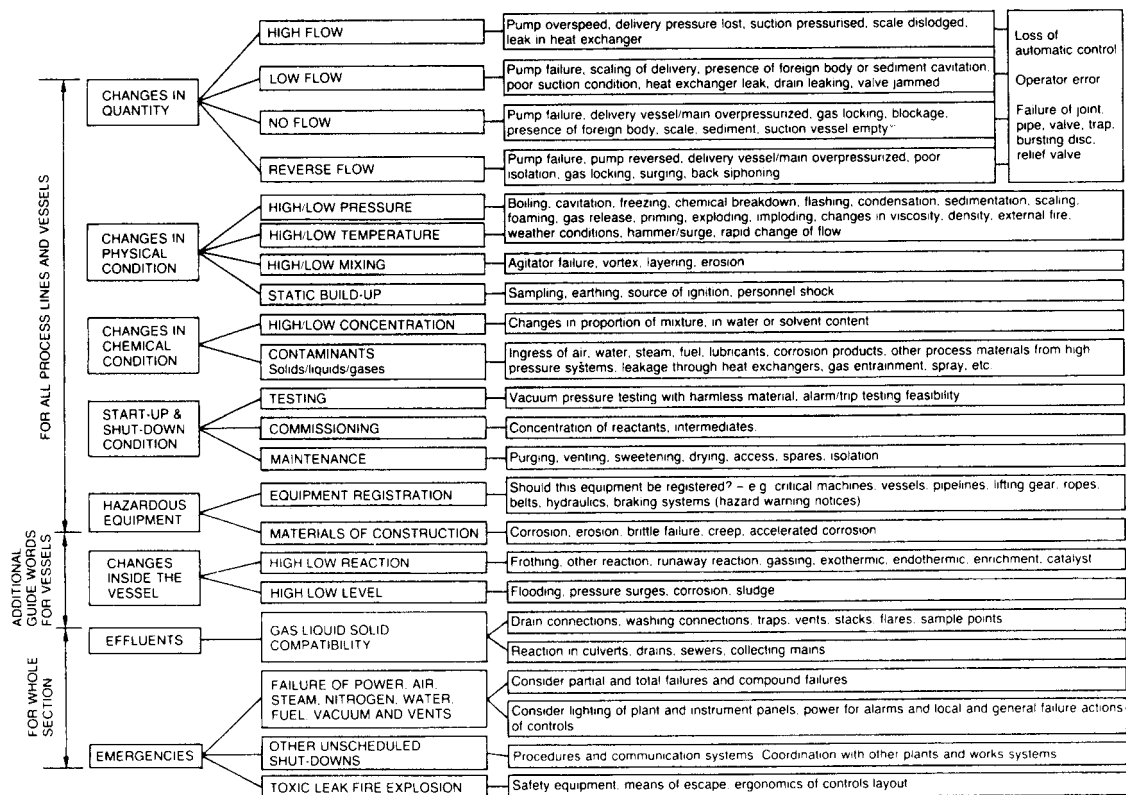 HIGH FLOW
Pump overspeed, delivery pressure lost, suction pressurised, scale dislodged,
leak in heat exchanger
Loss of
automatic control
Operator error
Failure of joint,
pipe, valve, trap,
bursting disc,
relief valve
CHANGES IN
QUANTITY
LOW FLOW
Pump failure, scaling of delivery, presence of foreign body or sediment cavitation,
poor suction condition, heat exchanger leak, drain leaking, valve jammed
NO FLOW
Pump failure, delivery vessel/main overpressurized, gas locking, blockage,
presence of foreign body, scale, sediment, suction vessel empty
REVERSE FLOW
Pump failure, pump reversed, delivery vessel/main overpressurized, poor
isolation, gas locking, surging, back siphoning
FOR ALL PROCESS LINES AND VESSELS
CHANGES IN
PHYSICAL
CONDITION
HIGH/LOW PRESSURE
HIGH/LOW TEMPERATURE
Boiling, cavitation, freezing, chemical breakdown, flashing, condensation, sedimentation, scaling,
foaming, gas release, priming, exploding, imploding, changes in viscosity, density, external fire,
weather conditions, hammer/surge, rapid change of flow
HIGH/LOW MIXING
Agitator failure, vortex, layering, erosion
STATIC BUILD-UP
Sampling, earthing, source of ignition, personnel shock
CHANGES IN
CHEMICAL
CONDITION
HIGH/LOW CONCENTRATION
Changes in proportion of mixture, in water or solvent content
CONTAMINANTS
Solids/liquids/gases
Ingress of air, water, steam, fuel, lubricants, corrosion products, other process materials from high
pressure systems, leakage through heat exchangers, gas entrainment, spray, etc.
START-UP &
SHUT-DOWN
CONDITION
TESTING
Vacuum pressure testing with harmless material, alarm/trip testing feasibility
COMMISSIONING
Concentration of reactants, intermediates
MAINTENANCE
Purging, venting, sweetening, drying, access, spares, isolation
HAZARDOUS
EQUIPMENT
EQUIPMENT REGISTRATION
Should this equipment be registered? – e.g. critical machines, vessels, pipelines, lifting gear, ropes,
belts, hydraulics, braking systems (hazard warning notices)
MATERIALS OF CONSTRUCTION
Corrosion, erosion, brittle failure, creep, accelerated corrosion
ADDITIONAL
GUIDE WORDS
FOR VESSELS
CHANGES
INSIDE THE
VESSEL
HIGH LOW REACTION
Frothing, other reaction, runaway reaction, gassing, exothermic, endothermic, enrichment, catalyst
HIGH LOW LEVEL
Flooding, pressure surges, corrosion, sludge
FOR WHOLE
SECTION
EFFLUENTS
GAS LIQUID SOLID
COMPATIBILITY
Drain connections, washing connections, traps, vents, stacks, flares, sample points
Reaction in culverts, drains, sewers, collecting mains
EMERGENCIES
FAILURE OF POWER, AIR,
STEAM, NITROGEN, WATER,
FUEL, VACUUM AND VENTS
Consider partial and total failures and compound failures
Consider lighting of plant and instrument panels, power for alarms and local and general failure actions
of controls
OTHER UNSCHEDULED
SHUT-DOWNS
Procedures and communication systems. Coordination with other plants and works systems
TOXIC LEAK FIRE EXPLOSION
Safety equipment, means of escape, ergonomics of controls layout